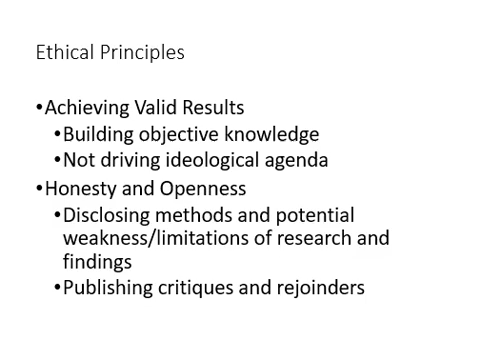 Ethical Principles
•Achieving Valid Results
•Building objective knowledge
•Not driving ideological agenda
•Honesty and Openness
•Disclosing methods and potential
weakness/limitations of research and
findings
•Publishing critiques and rejoinders